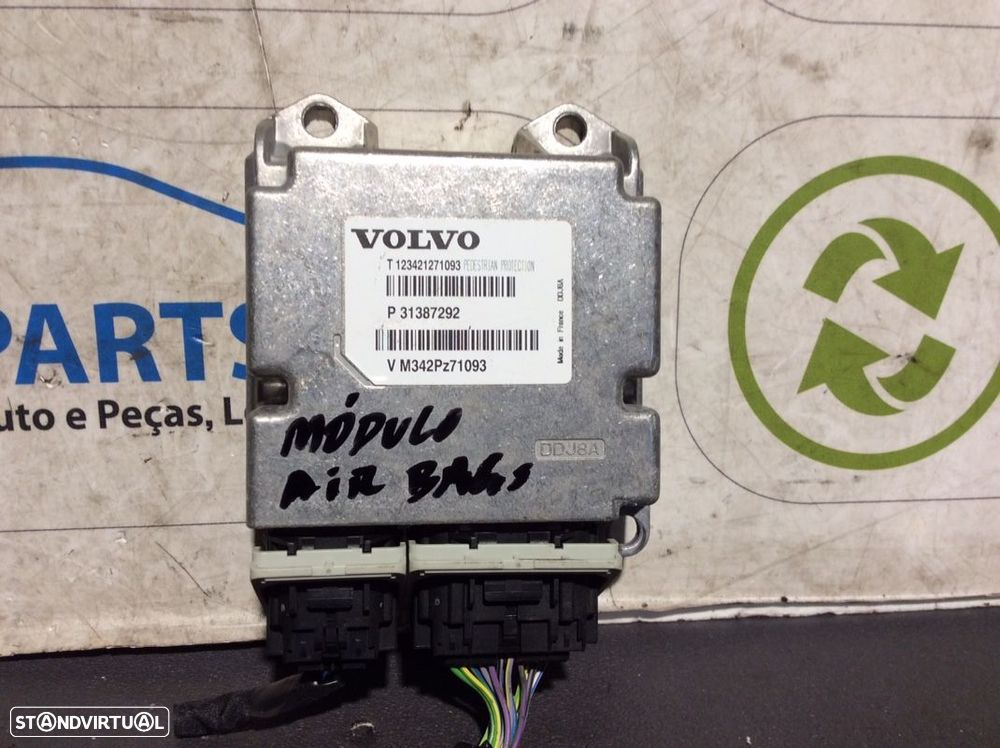 VOLVO
T 123421271093 PEDESTRIAN PROTECTION
P 31387292
V M342Pz71093
Made in France DDJ8A
MÓDULO
AIR BAGS
DDJ8A
PARTS
uto e Peças, L
STANDVIRTUAL